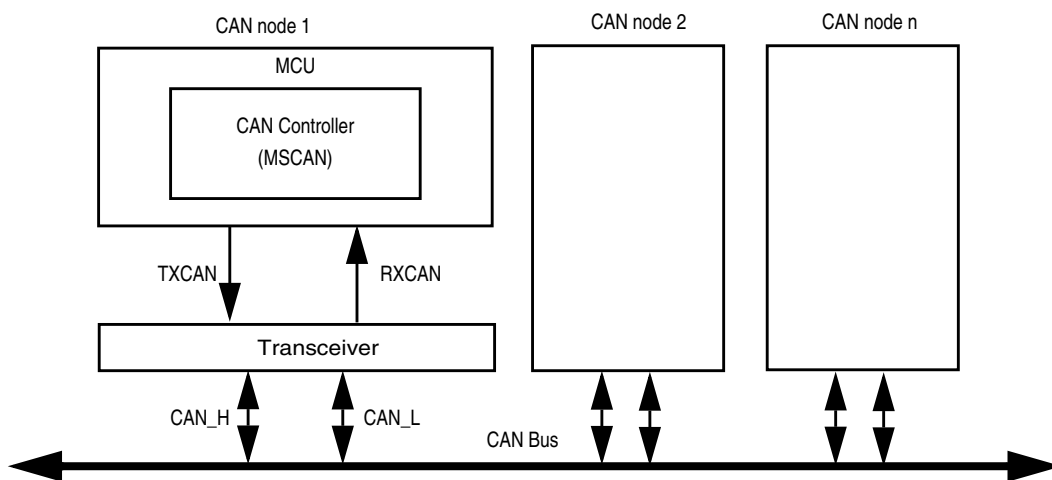 CAN node 1
CAN node 2
CAN node n
MCU
CAN Controller
(MSCAN)
TXCAN
RXCAN
Transceiver
CAN_H
CAN_L
CAN Bus